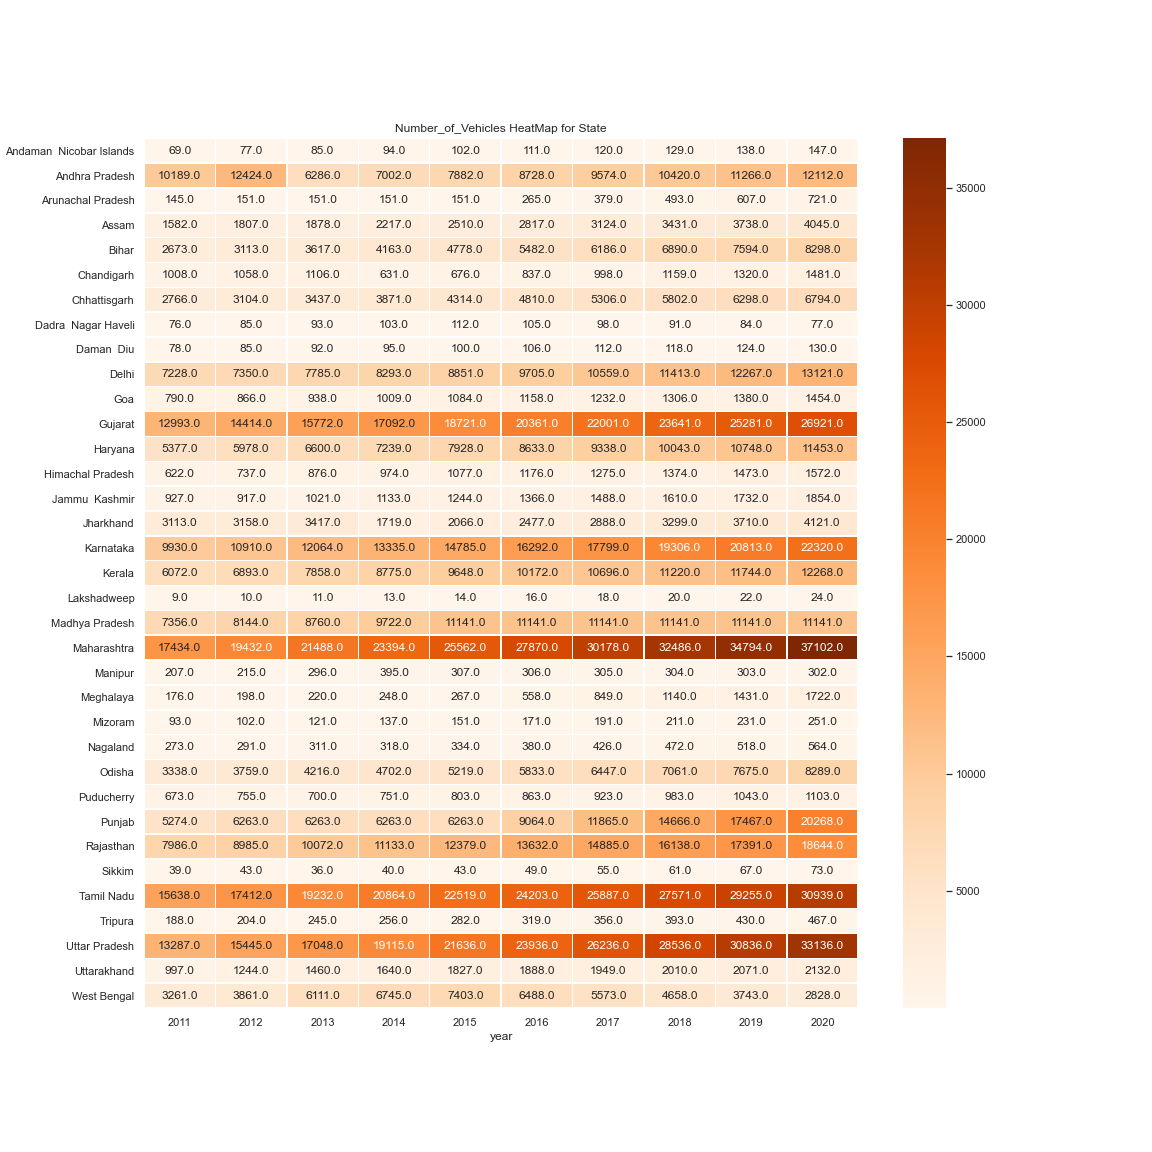 Number_of_Vehicles HeatMap for State
Andaman  Nicobar Islands 69.0 77.0 85.0 94.0 102.0 111.0 120.0 129.0 138.0 147.0
Andhra Pradesh 10189.0 12424.0 6286.0 7002.0 7882.0 8728.0 9574.0 10420.0 11266.0 12112.0
Arunachal Pradesh 145.0 151.0 151.0 151.0 151.0 265.0 379.0 493.0 607.0 721.0
Assam 1582.0 1807.0 1878.0 2217.0 2510.0 2817.0 3124.0 3431.0 3738.0 4045.0
Bihar 2673.0 3113.0 3617.0 4163.0 4778.0 5482.0 6186.0 6890.0 7594.0 8298.0
Chandigarh 1008.0 1058.0 1106.0 631.0 676.0 837.0 998.0 1159.0 1320.0 1481.0
Chhattisgarh 2766.0 3104.0 3437.0 3871.0 4314.0 4810.0 5306.0 5802.0 6298.0 6794.0
Dadra  Nagar Haveli 76.0 85.0 93.0 103.0 112.0 105.0 98.0 91.0 84.0 77.0
Daman  Diu 78.0 85.0 92.0 95.0 100.0 106.0 112.0 118.0 124.0 130.0
Delhi 7228.0 7350.0 7785.0 8293.0 8851.0 9705.0 10559.0 11413.0 12267.0 13121.0
Goa 790.0 866.0 938.0 1009.0 1084.0 1158.0 1232.0 1306.0 1380.0 1454.0
Gujarat 12993.0 14414.0 15772.0 17092.0 18721.0 20361.0 22001.0 23641.0 25281.0 26921.0
Haryana 5377.0 5978.0 6600.0 7239.0 7928.0 8633.0 9338.0 10043.0 10748.0 11453.0
Himachal Pradesh 622.0 737.0 876.0 974.0 1077.0 1176.0 1275.0 1374.0 1473.0 1572.0
Jammu  Kashmir 927.0 917.0 1021.0 1133.0 1244.0 1366.0 1488.0 1610.0 1732.0 1854.0
Jharkhand 3113.0 3158.0 3417.0 1719.0 2066.0 2477.0 2888.0 3299.0 3710.0 4121.0
Karnataka 9930.0 10910.0 12064.0 13335.0 14785.0 16292.0 17799.0 19306.0 20813.0 22320.0
Kerala 6072.0 6893.0 7858.0 8775.0 9648.0 10172.0 10696.0 11220.0 11744.0 12268.0
Lakshadweep 9.0 10.0 11.0 13.0 14.0 16.0 18.0 20.0 22.0 24.0
Madhya Pradesh 7356.0 8144.0 8760.0 9722.0 11141.0 11141.0 11141.0 11141.0 11141.0 11141.0
Maharashtra 17434.0 19432.0 21488.0 23394.0 25562.0 27870.0 30178.0 32486.0 34794.0 37102.0
Manipur 207.0 215.0 296.0 395.0 307.0 306.0 305.0 304.0 303.0 302.0
Meghalaya 176.0 198.0 220.0 248.0 267.0 558.0 849.0 1140.0 1431.0 1722.0
Mizoram 93.0 102.0 121.0 137.0 151.0 171.0 191.0 211.0 231.0 251.0
Nagaland 273.0 291.0 311.0 318.0 334.0 380.0 426.0 472.0 518.0 564.0
Odisha 3338.0 3759.0 4216.0 4702.0 5219.0 5833.0 6447.0 7061.0 7675.0 8289.0
Puducherry 673.0 755.0 700.0 751.0 803.0 863.0 923.0 983.0 1043.0 1103.0
Punjab 5274.0 6263.0 6263.0 6263.0 6263.0 9064.0 11865.0 14666.0 17467.0 20268.0
Rajasthan 7986.0 8985.0 10072.0 11133.0 12379.0 13632.0 14885.0 16138.0 17391.0 18644.0
Sikkim 39.0 43.0 36.0 40.0 43.0 49.0 55.0 61.0 67.0 73.0
Tamil Nadu 15638.0 17412.0 19232.0 20864.0 22519.0 24203.0 25887.0 27571.0 29255.0 30939.0
Tripura 188.0 204.0 245.0 256.0 282.0 319.0 356.0 393.0 430.0 467.0
Uttar Pradesh 13287.0 15445.0 17048.0 19115.0 21636.0 23936.0 26236.0 28536.0 30836.0 33136.0
Uttarakhand 997.0 1244.0 1460.0 1640.0 1827.0 1888.0 1949.0 2010.0 2071.0 2132.0
West Bengal 3261.0 3861.0 6111.0 6745.0 7403.0 6488.0 5573.0 4658.0 3743.0 2828.0
2011 2012 2013 2014 2015 2016 2017 2018 2019 2020
year
35000
30000
25000
20000
15000
10000
5000